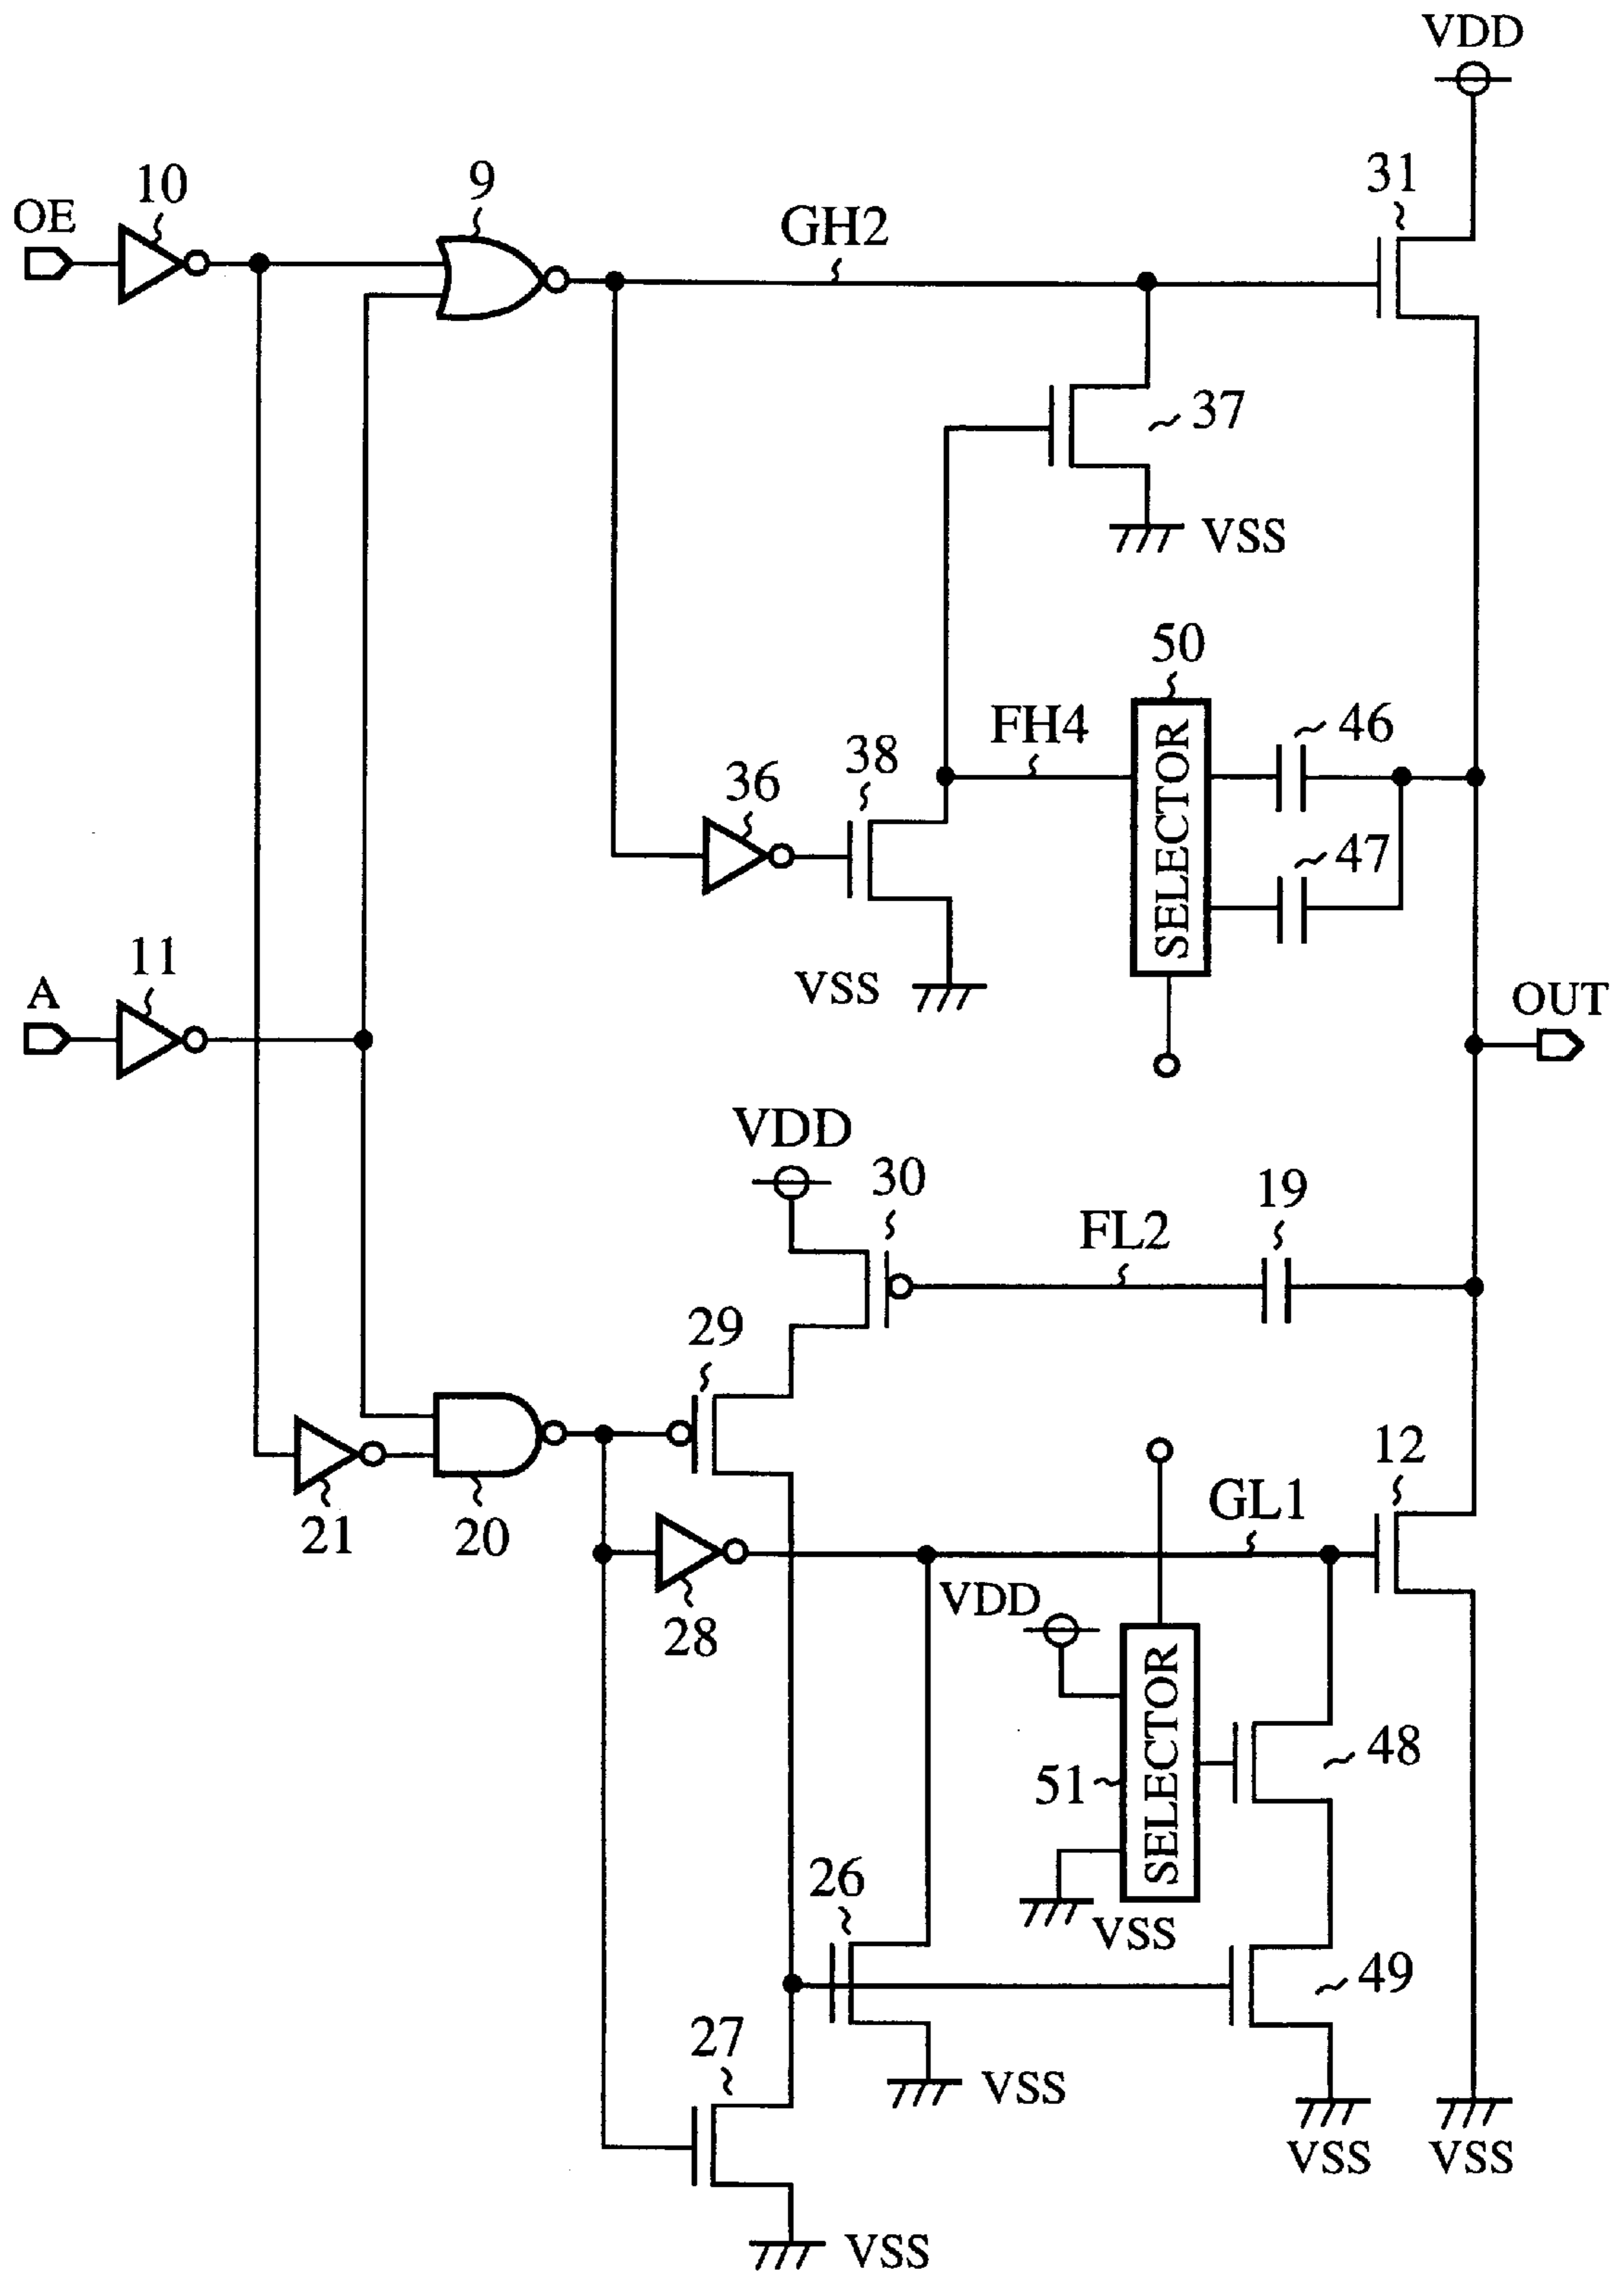 VDD
10
9
31
OE
GH2
37
VSS
50
FH4
46
38
SELECTOR
36
47
11
VSS
A
OUT
VDD
30
19
FL2
29
12
GL1
21
20
VDD
28
SELECTOR
48
51
26
VSS
49
27
VSS
VSS
VSS
VSS